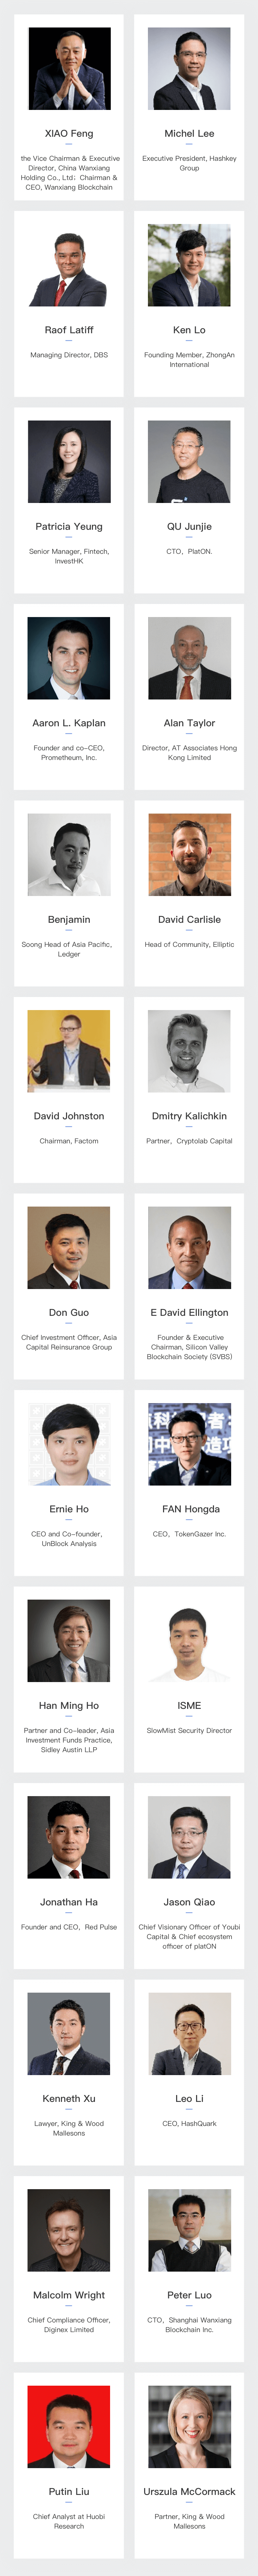 XIAO Feng
the Vice Chairman & Executive
Director, China Wanxiang
Holding Co., Ltd；Chairman &
CEO, Wanxiang Blockchain
Michel Lee
Executive President, Hashkey
Group
Raof Latiff
Managing Director, DBS
Ken Lo
Founding Member, ZhongAn
International
Patricia Yeung
Senior Manager, Fintech,
InvestHK
QU Junjie
CTO，PlatON.
Aaron L. Kaplan
Founder and co-CEO,
Prometheum, Inc.
Alan Taylor
Director, AT Associates Hong
Kong Limited
Benjamin
Soong Head of Asia Pacific,
Ledger
David Carlisle
Head of Community, Elliptic
David Johnston
Chairman, Factom
Dmitry Kalichkin
Partner，Cryptolab Capital
Don Guo
Chief Investment Officer, Asia
Capital Reinsurance Group
E David Ellington
Founder & Executive
Chairman, Silicon Valley
Blockchain Society (SVBS)
Ernie Ho
CEO and Co-founder,
UnBlock Analysis
FAN Hongda
CEO，TokenGazer Inc.
Han Ming Ho
Partner and Co-leader, Asia
Investment Funds Practice,
Sidley Austin LLP
ISME
SlowMist Security Director
Jonathan Ha
Founder and CEO，Red Pulse
Jason Qiao
Chief Visionary Officer of Youbi
Capital & Chief ecosystem
officer of platON
Kenneth Xu
Lawyer, King & Wood
Mallesons
Leo Li
CEO, HashQuark
Malcolm Wright
Chief Compliance Officer,
Diginex Limited
Peter Luo
CTO，Shanghai Wanxiang
Blockchain Inc.
Putin Liu
Chief Analyst at Huobi
Research
Urszula McCormack
Partner, King & Wood
Mallesons